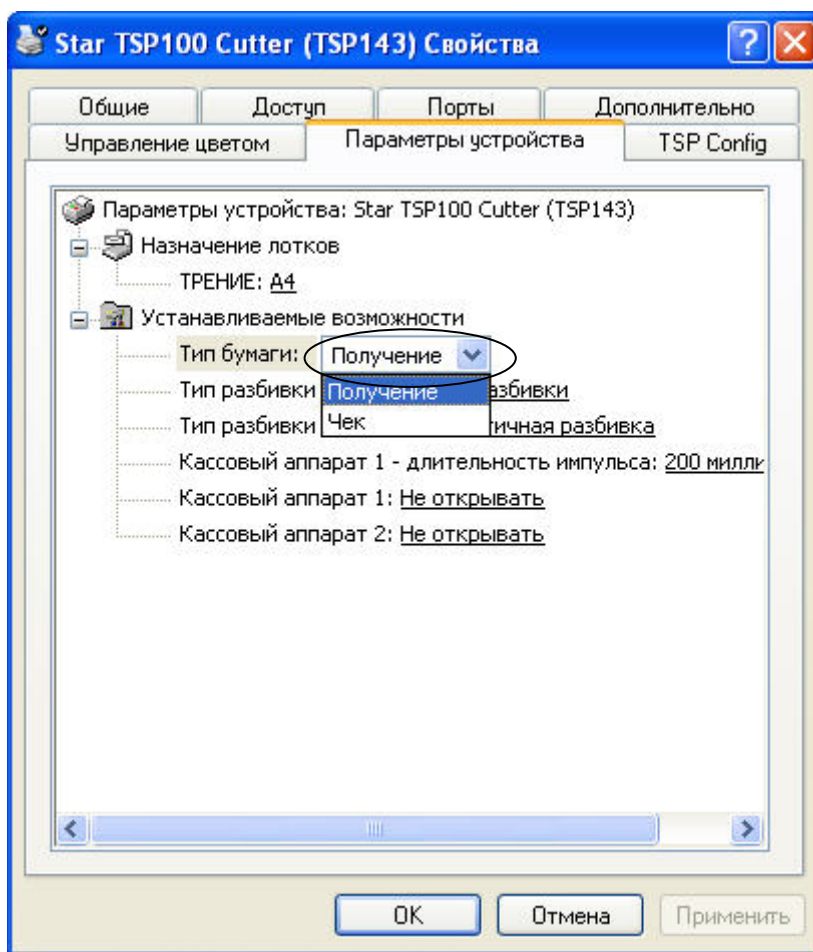 Star TSP100 Cutter (TSP143) Свойства
Общие Доступ Порты Дополнительно
Управление цветом Параметры устройства TSP Config
Параметры устройства: Star TSP100 Cutter (TSP143)
Назначение лотков
ТРЕНИЕ: A4
Устанавливаемые возможности
Тип бумаги: Получение
Тип разбивки Получение азбивки
Тип разбивки Чек тичная разбивка
Кассовый аппарат 1 - длительность импульса: 200 милли
Кассовый аппарат 1: Не открывать
Кассовый аппарат 2: Не открывать
OK Отмена Применить